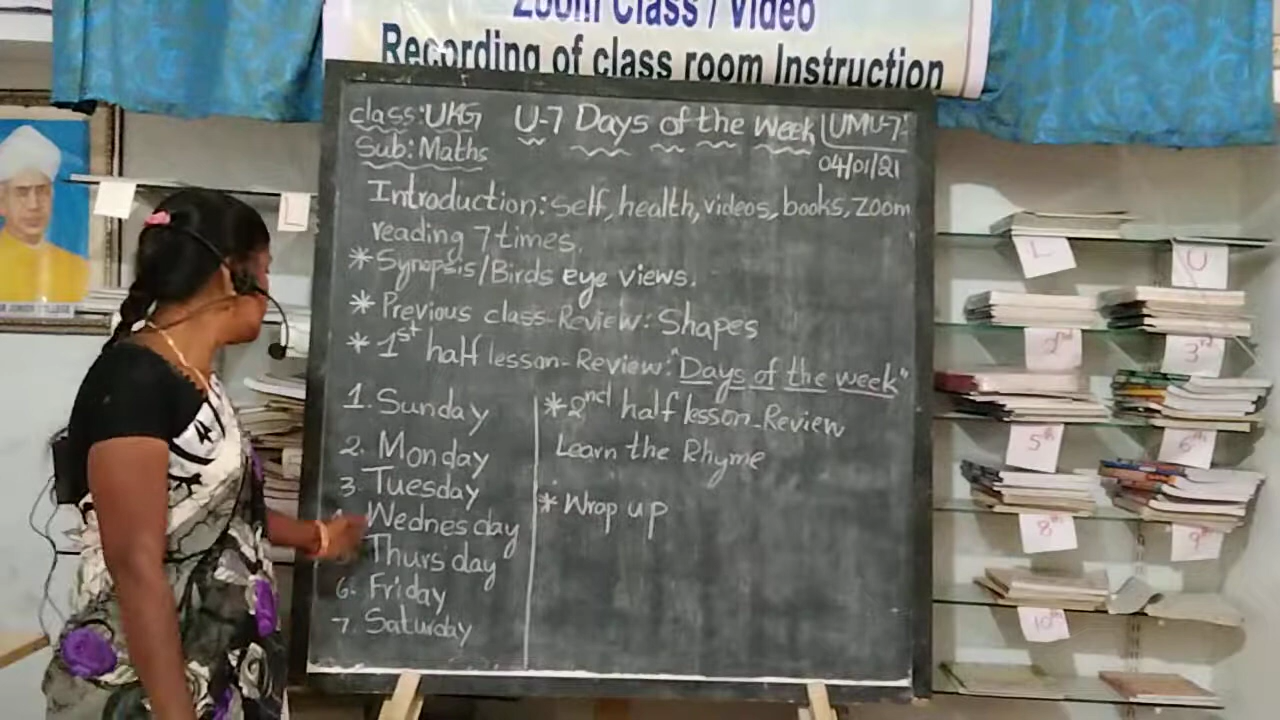 Zoom Class / Video
Recording of class room Instruction
class: UKG U-7 Days of the Week UMU-7:
Sub: Maths 04/01/21
Introduction: self, health, videos, books, zoom
reading 7 times.
* Synopsis/Birds eye views.
* Previous class-Review: Shapes
* 1st half lesson-Review: "Days of the week"
1. Sunday
2. Monday
3. Tuesday
Wednesday
Thursday
6. Friday
7. Saturday
* 2nd half lesson-Review
Learn the Rhyme
* Wrap up
L
L
U
2nd
3rd
5th
6th
8th
9th
10th